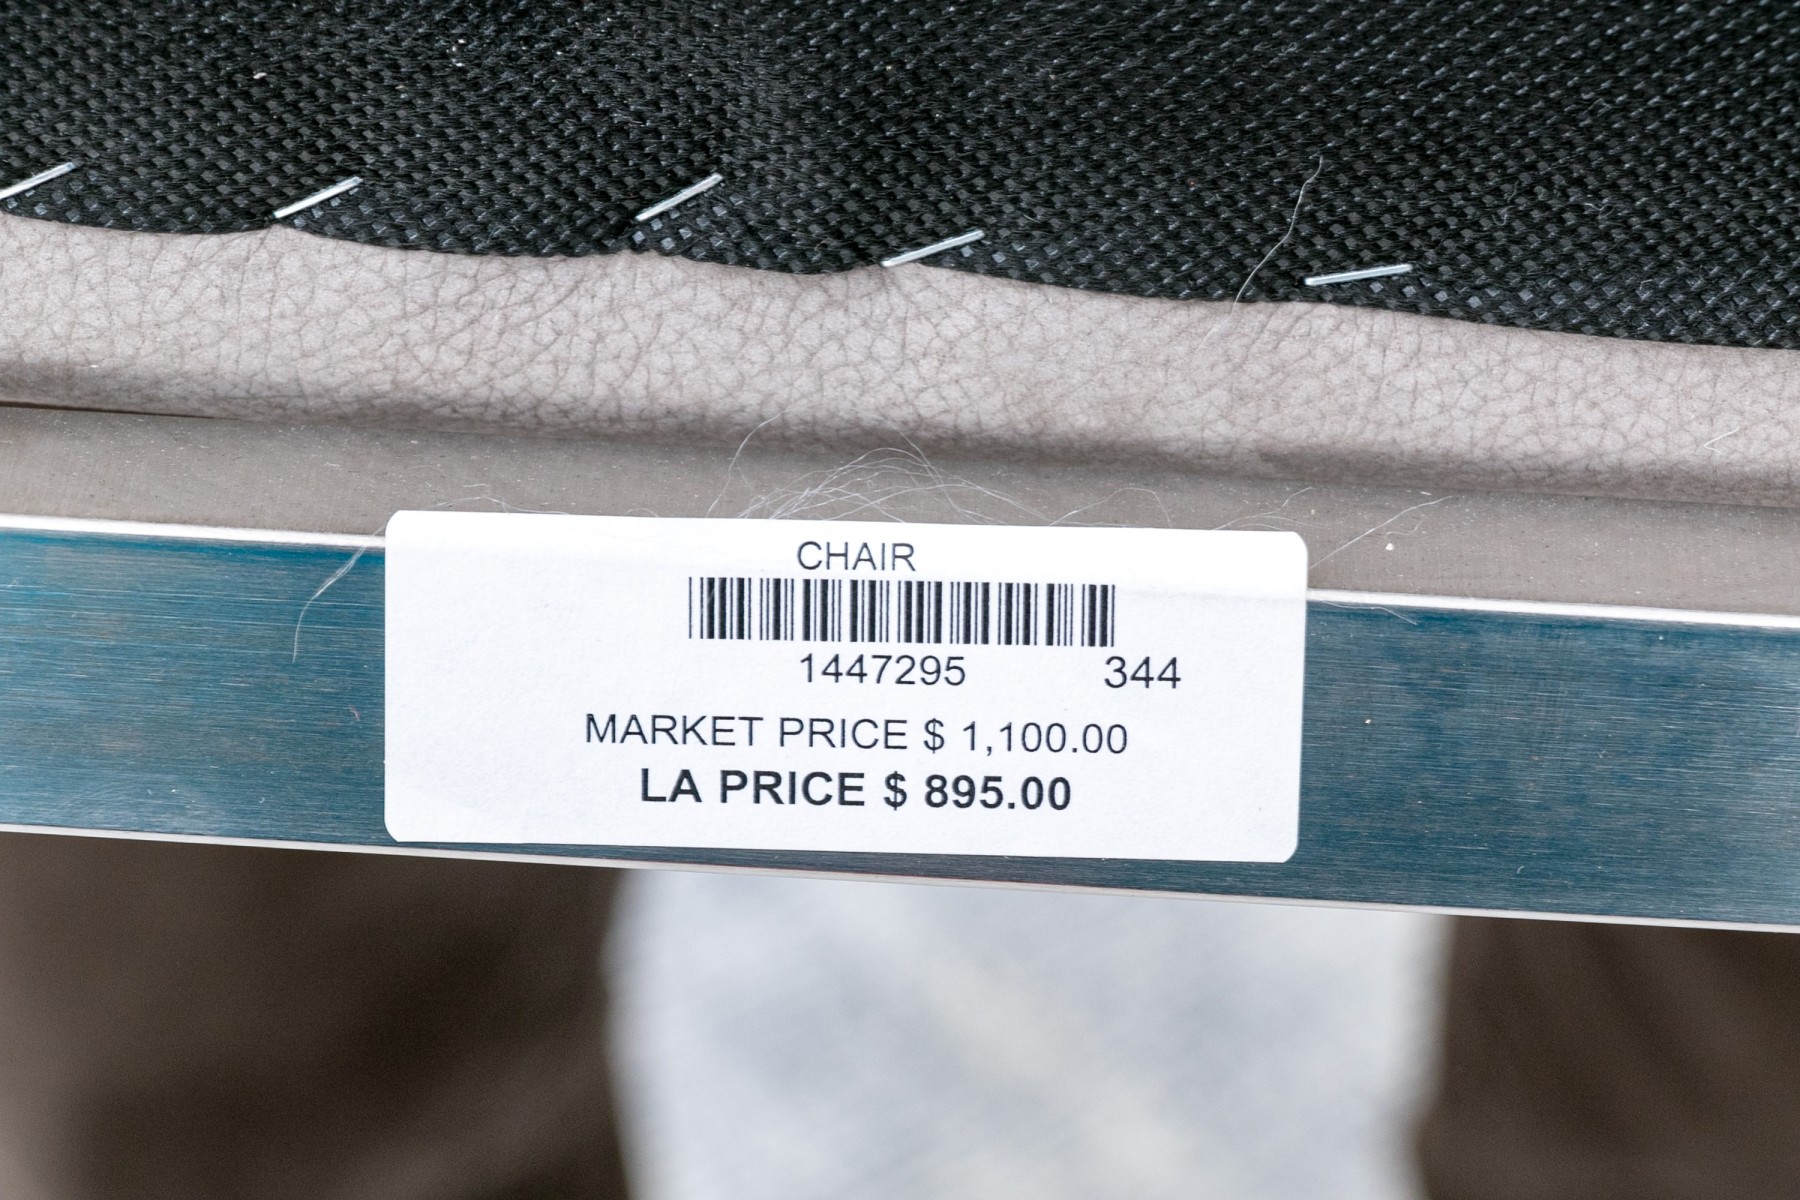 CHAIR
1447295 344
MARKET PRICE $ 1,100.00
LA PRICE $ 895.00